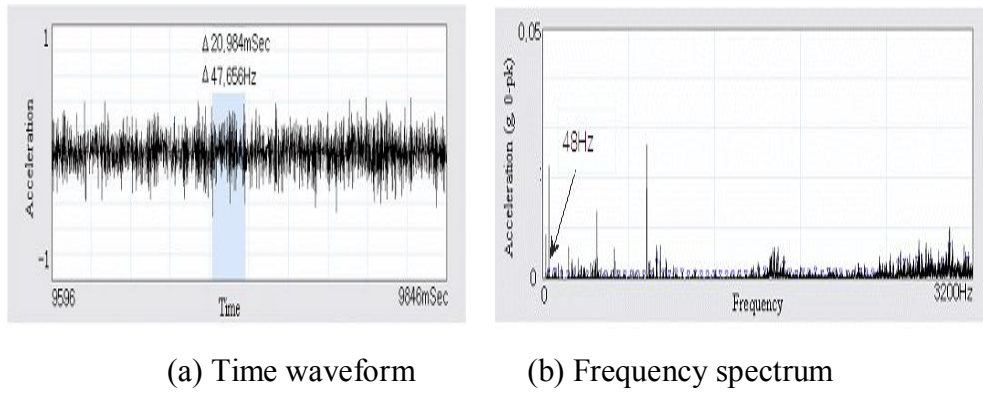 1
Δ20,984mSec
Δ47,656Hz
Acceleration
-1
9596
9846mSec
Time
0,05
48Hz
Acceleration (g, 0-pk)
0
0
3200Hz
Frequency
(a) Time waveform
(b) Frequency spectrum